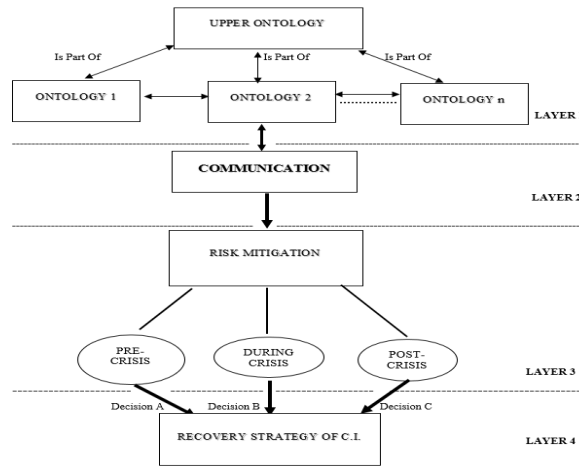 UPPER ONTOLOGY
Is Part Of
Is Part Of
Is Part Of
ONTOLOGY 1
ONTOLOGY 2
ONTOLOGY n
LAYER
COMMUNICATION
LAYER 2
RISK MITIGATION
PRE-
CRISIS
DURING
CRISIS
POST-
CRISIS
LAYER 3
Decision A
Decision B
Decision C
RECOVERY STRATEGY OF C.I.
LAYER 4